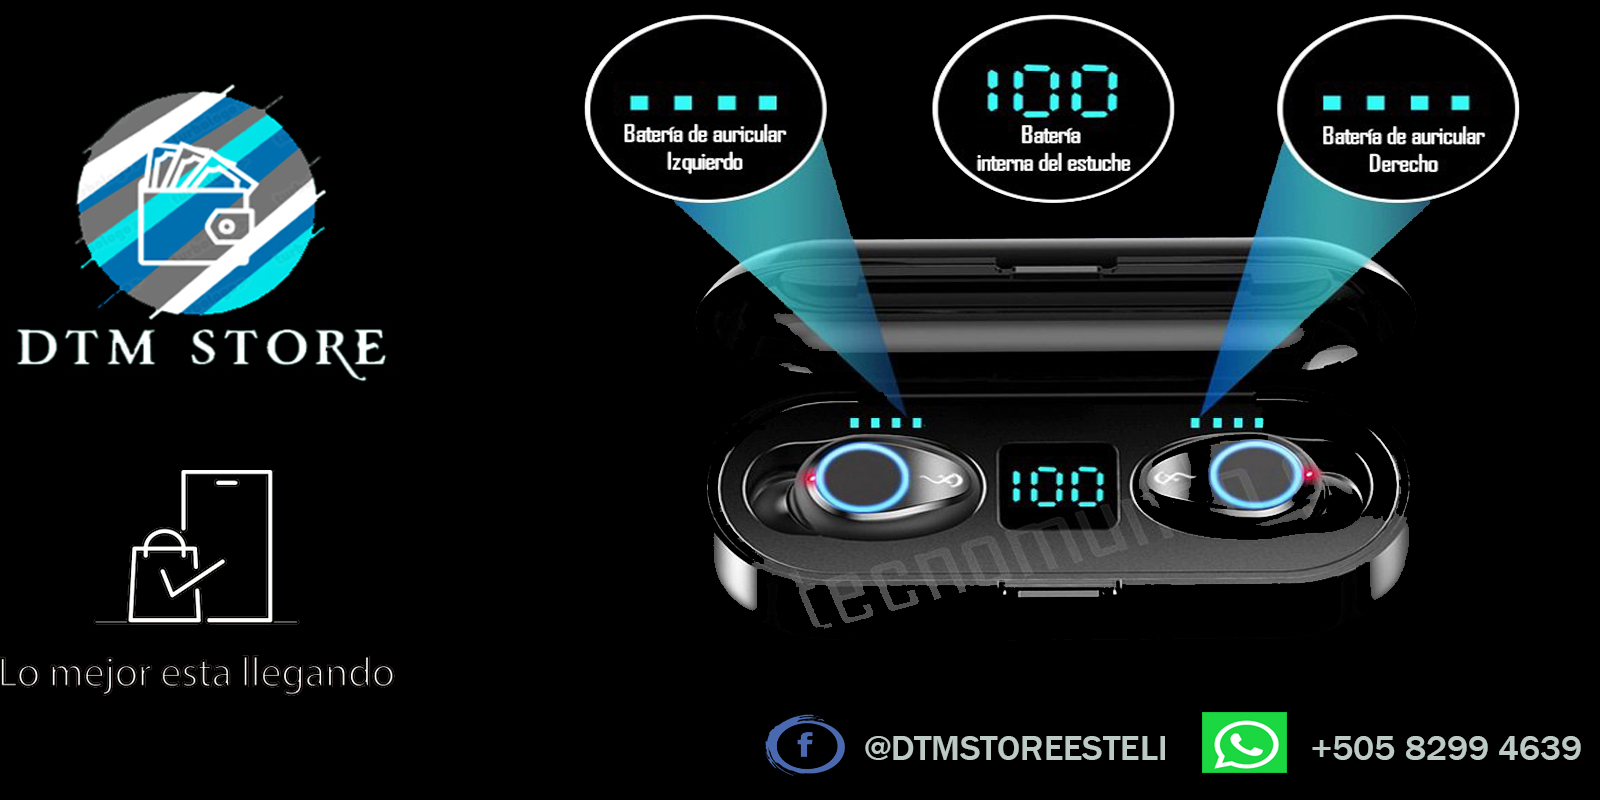 DTM STORE
Lo mejor esta llegando
Batería de auricular
Izquierdo
100
Batería
interna del estuche
Batería de auricular
Derecho
100
@DTMSTOREESTELI
+505 8299 4639